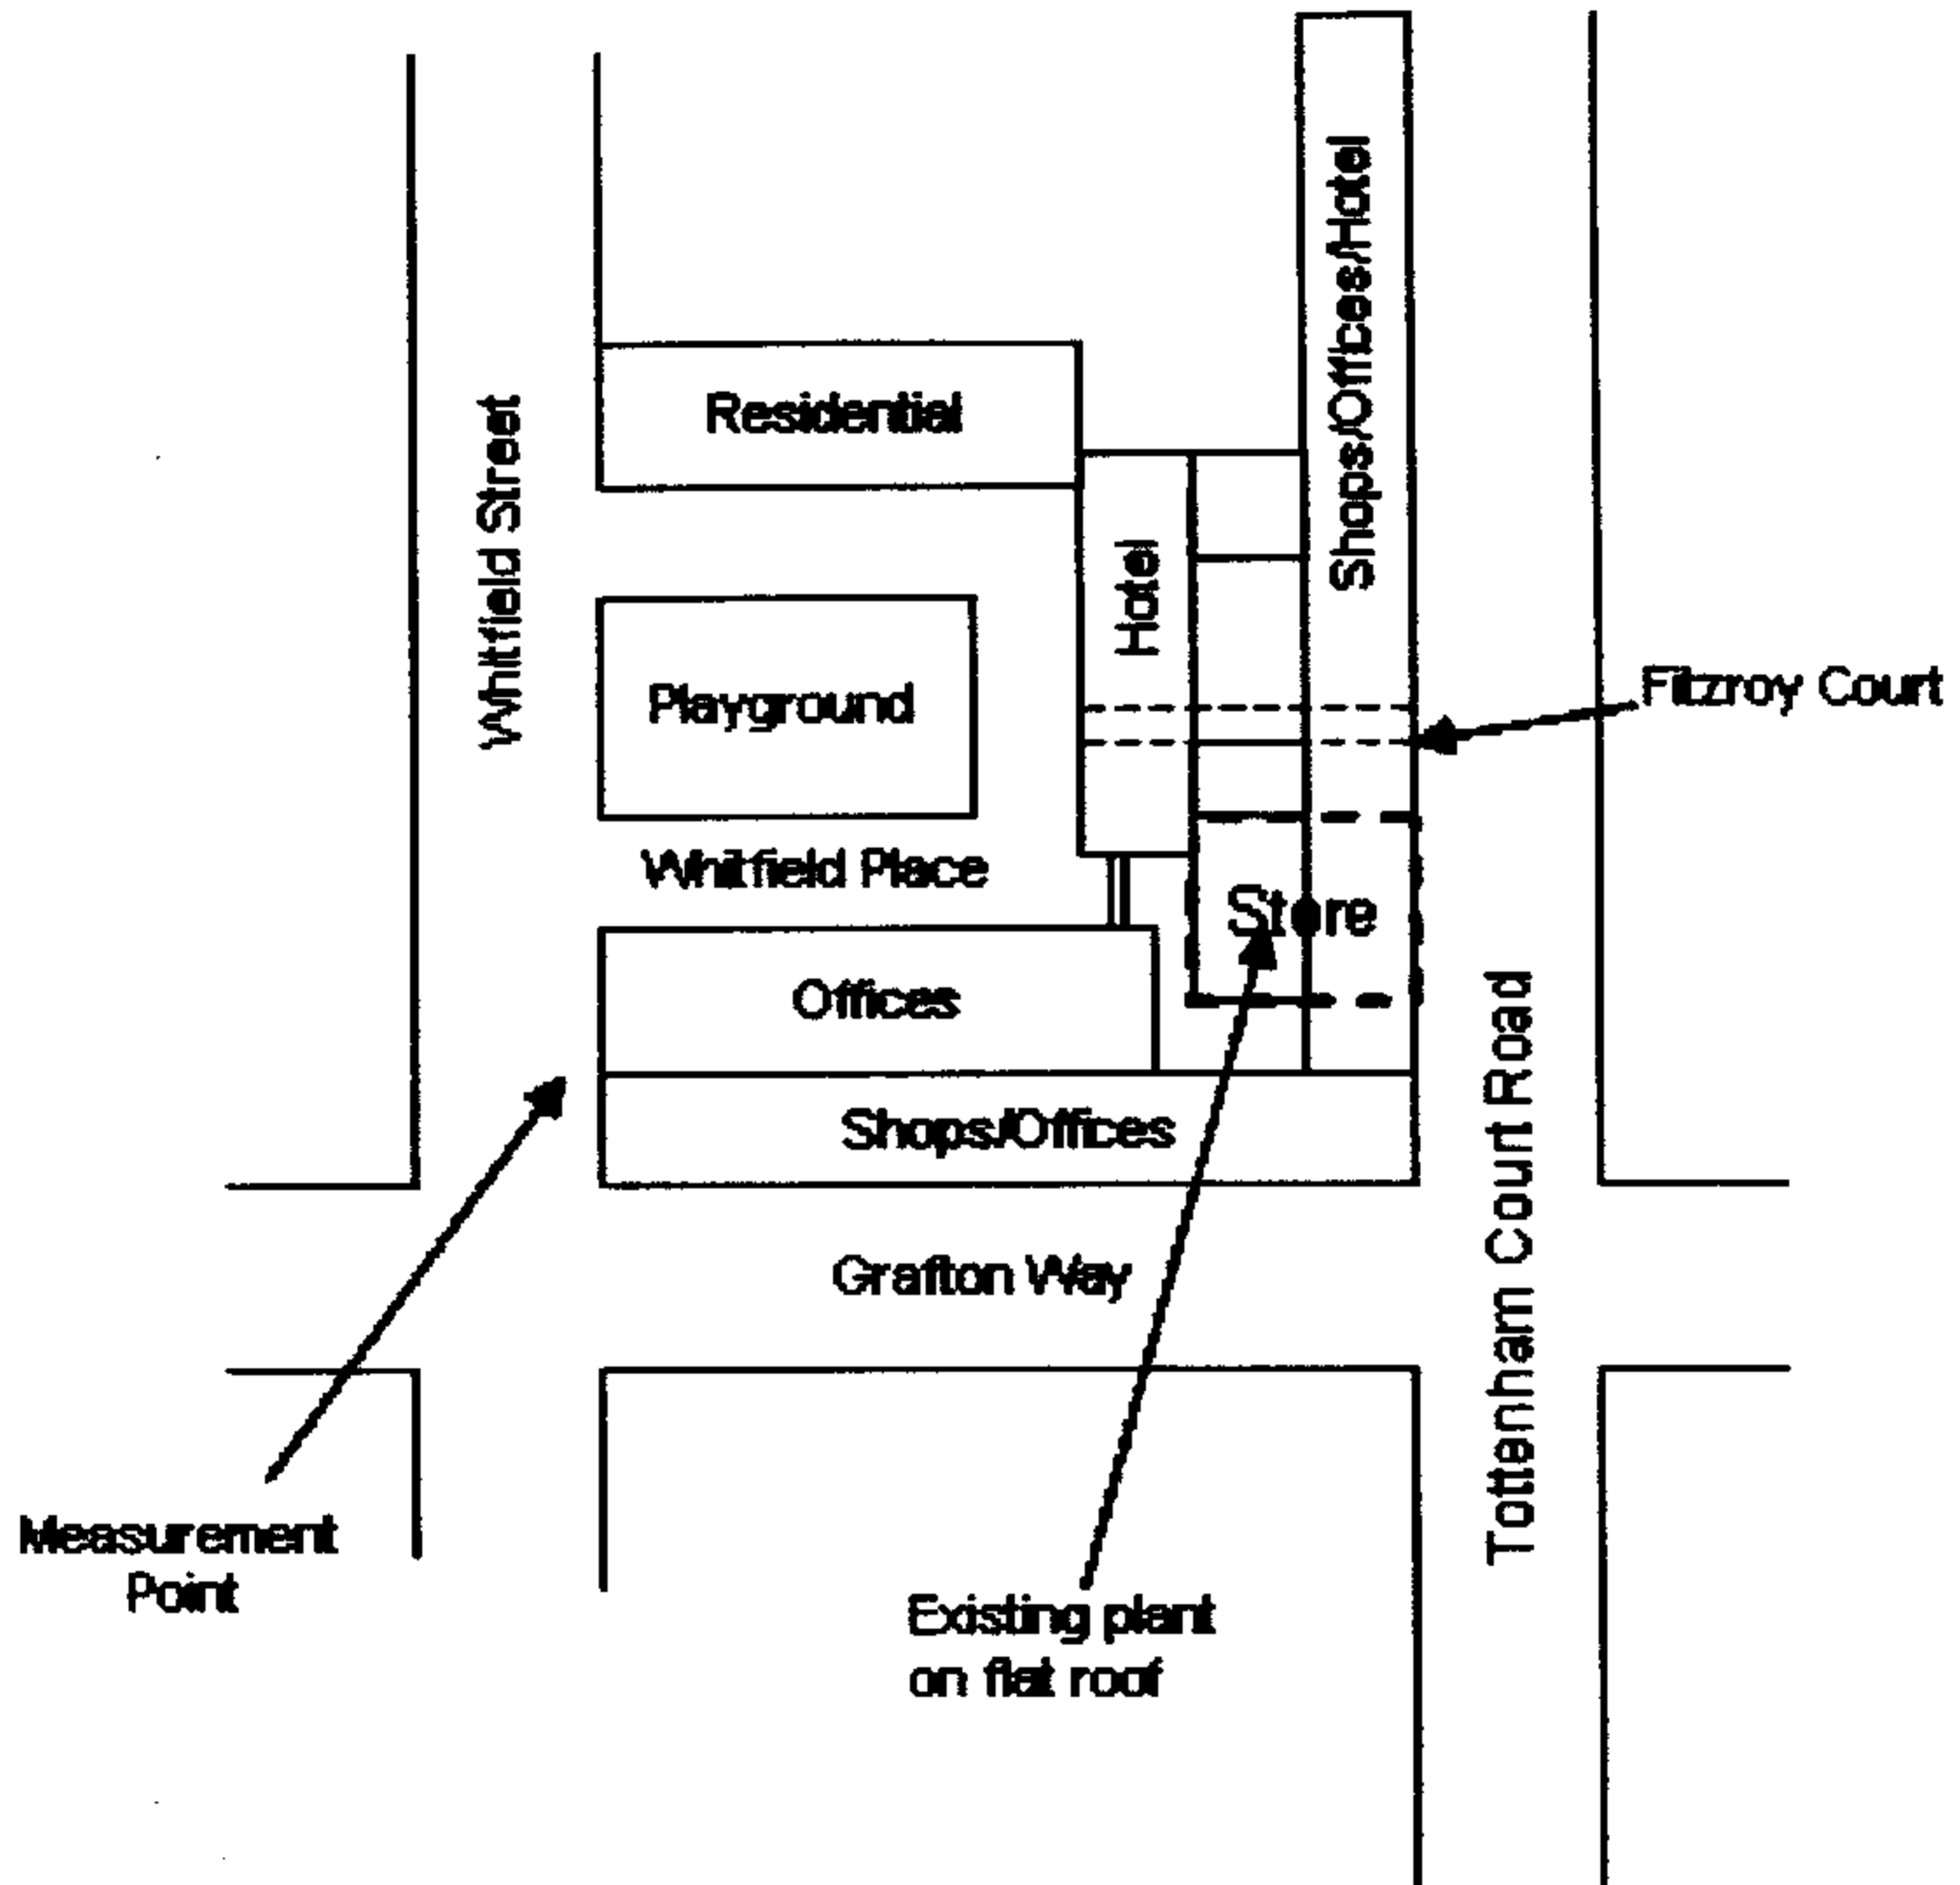 Shops/Offices/Hotel
Residential
Whitfield Street
Hotel
Playground
Fitzroy Court
Whitfield Place
Store
Offices
Shops/Offices
Tottenham Court Road
Grafton Way
Measurement
Point
Existing plant
on flat roof